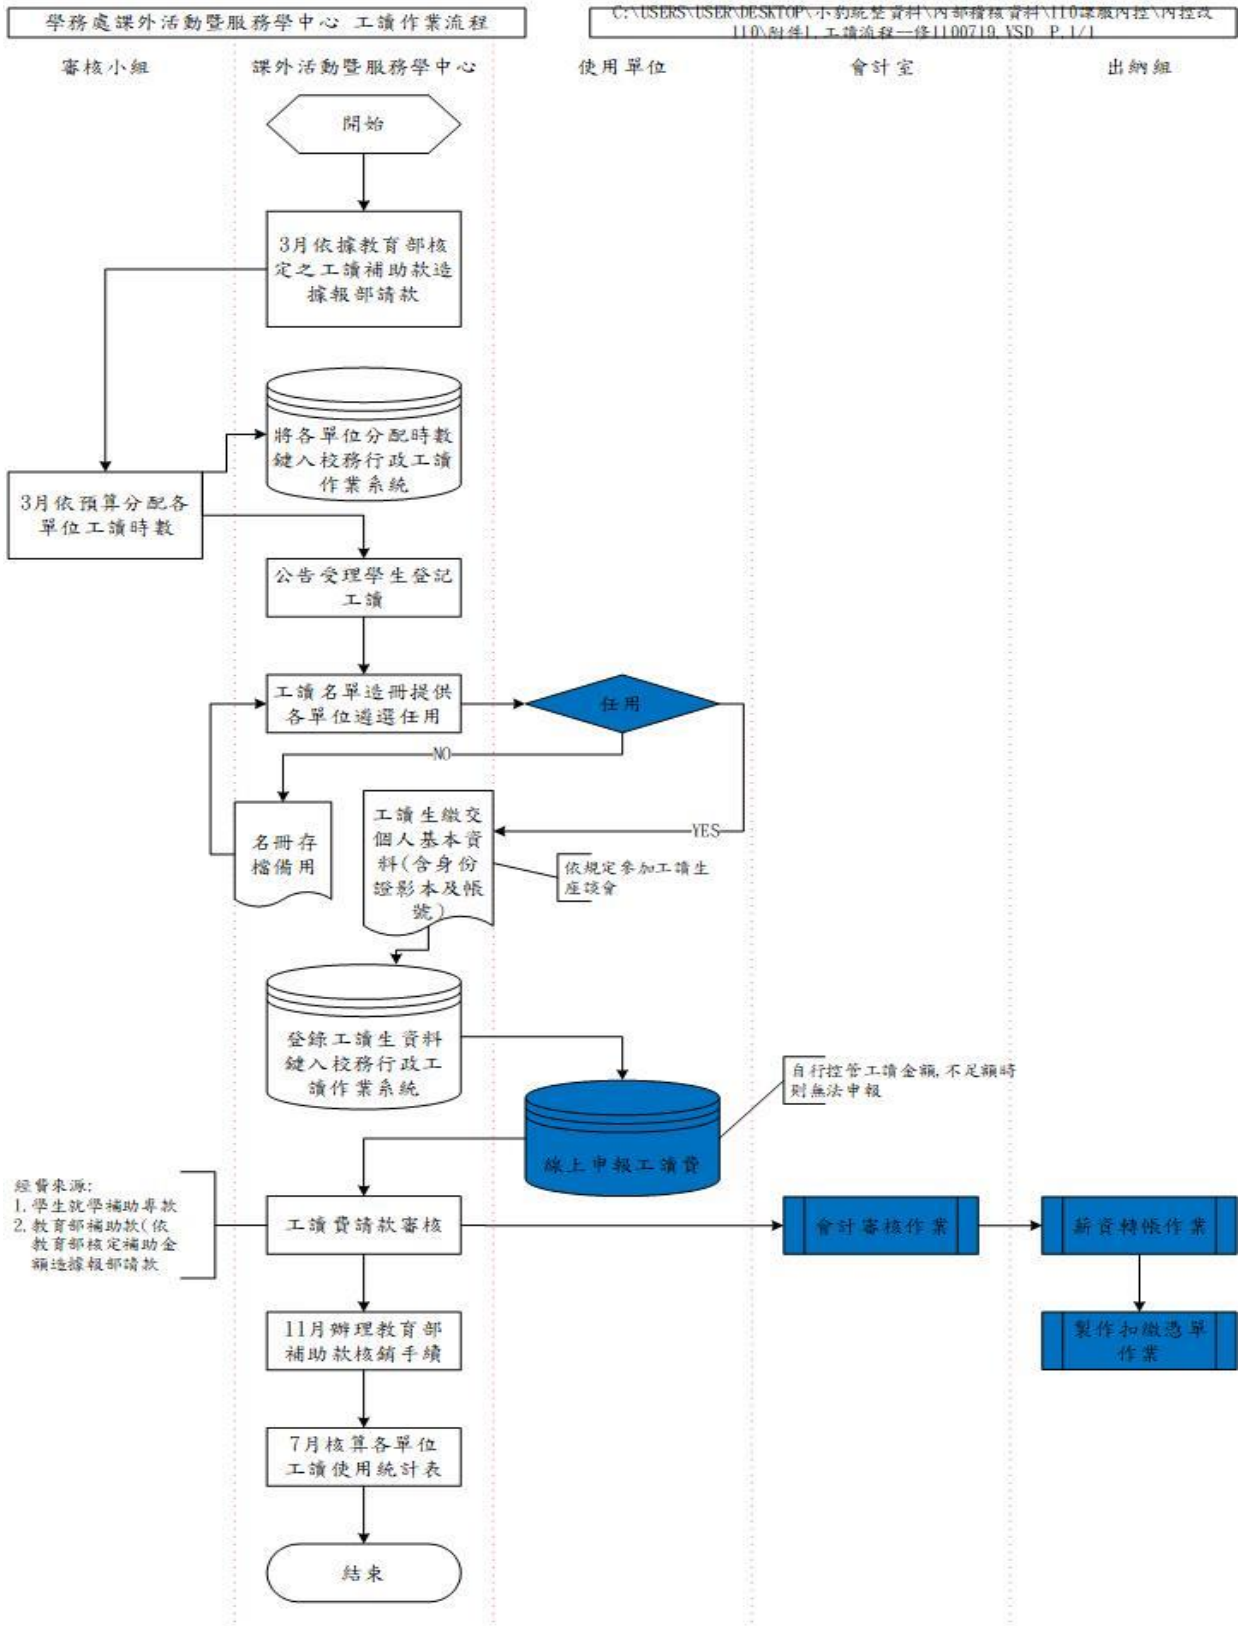 學務處課外活動暨服務學中心 工讀作業流程
C:\USERS\USER\DESKTOP\小豹統整資料\內部稽核資料\110課服內控\內控改
110\附件1.工讀流程--修1100719.VSD P.1/1
審核小組
課外活動暨服務學中心
使用單位
會計室
出納組
開始
3月依據教育部核
定之工讀補助款造
據報部請款
將各單位分配時數
鍵入校務行政工讀
作業系統
3月依預算分配各
單位工讀時數
公告受理學生登記
工讀
工讀名單造冊提供
各單位遴選任用
任用
NO
YES
名冊存
檔備用
工讀生繳交
個人基本資
料(含身份
證影本及帳
號)
依規定參加工讀生
座談會
登錄工讀生資料
鍵入校務行政工
讀作業系統
自行控管工讀金額,不足額時
則無法申報
線上申報工讀費
經費來源:
1.學生就學補助專款
2.教育部補助款(依
教育部核定補助金
額造據報部請款
工讀費請款審核
會計審核作業
薪資轉帳作業
11月辦理教育部
補助款核銷手續
製作扣繳憑單
作業
7月核算各單位
工讀使用統計表
結束